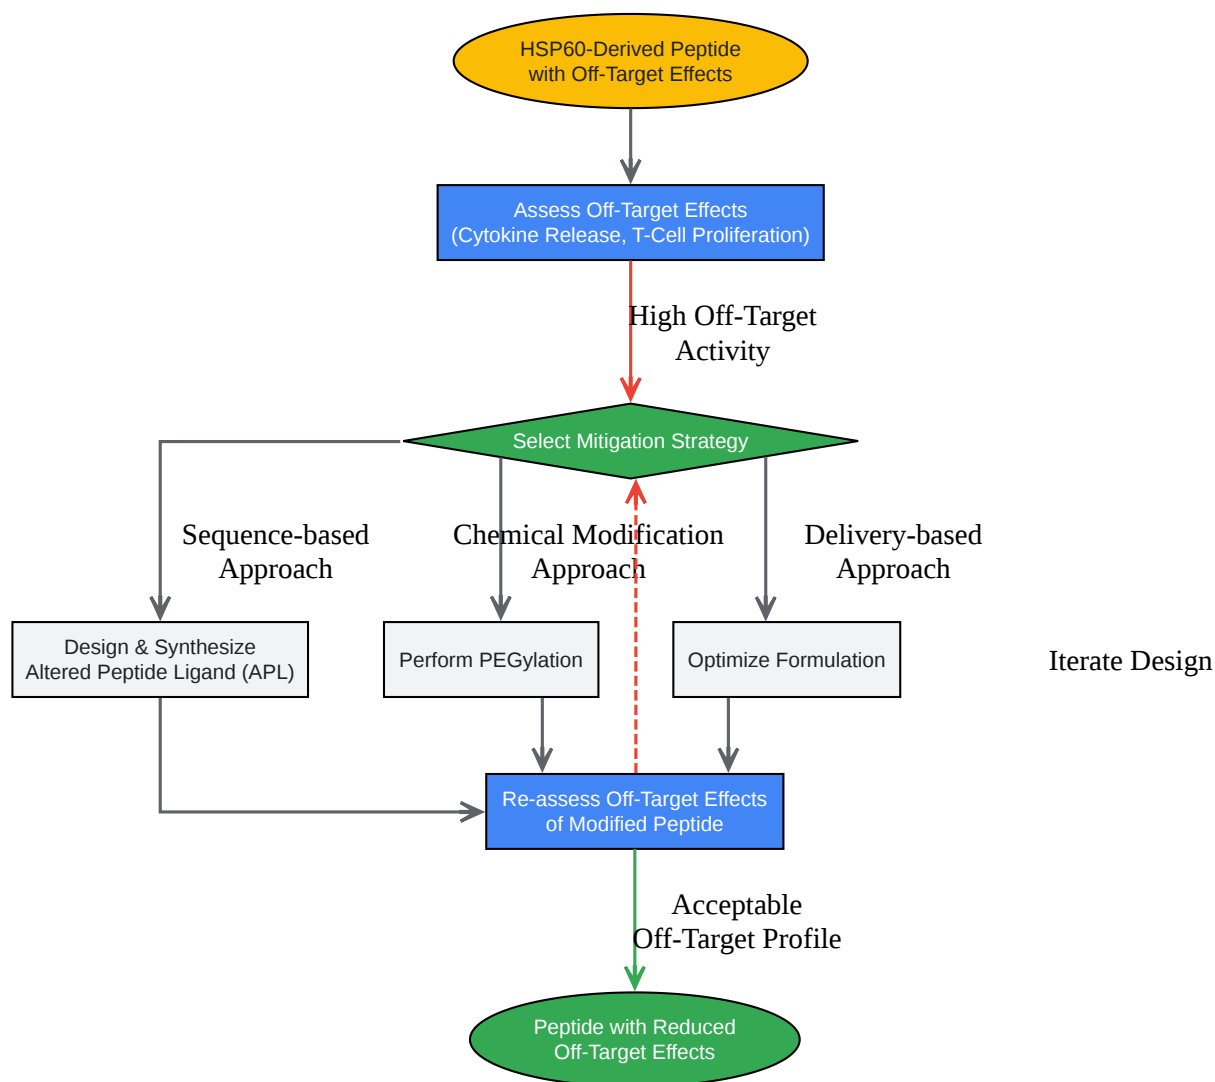 HSP60-Derived Peptide
with Off-Target Effects
Assess Off-Target Effects
(Cytokine Release, T-Cell Proliferation)
High Off-Target
Activity
Select Mitigation Strategy
Sequence-based
Approach
Chemical Modification
Approach
Delivery-based
Approach
Design & Synthesize
Altered Peptide Ligand (APL)
Perform PEGylation
Optimize Formulation
Iterate Design
Re-assess Off-Target Effects
of Modified Peptide
Acceptable
Off-Target Profile
Peptide with Reduced
Off-Target Effects